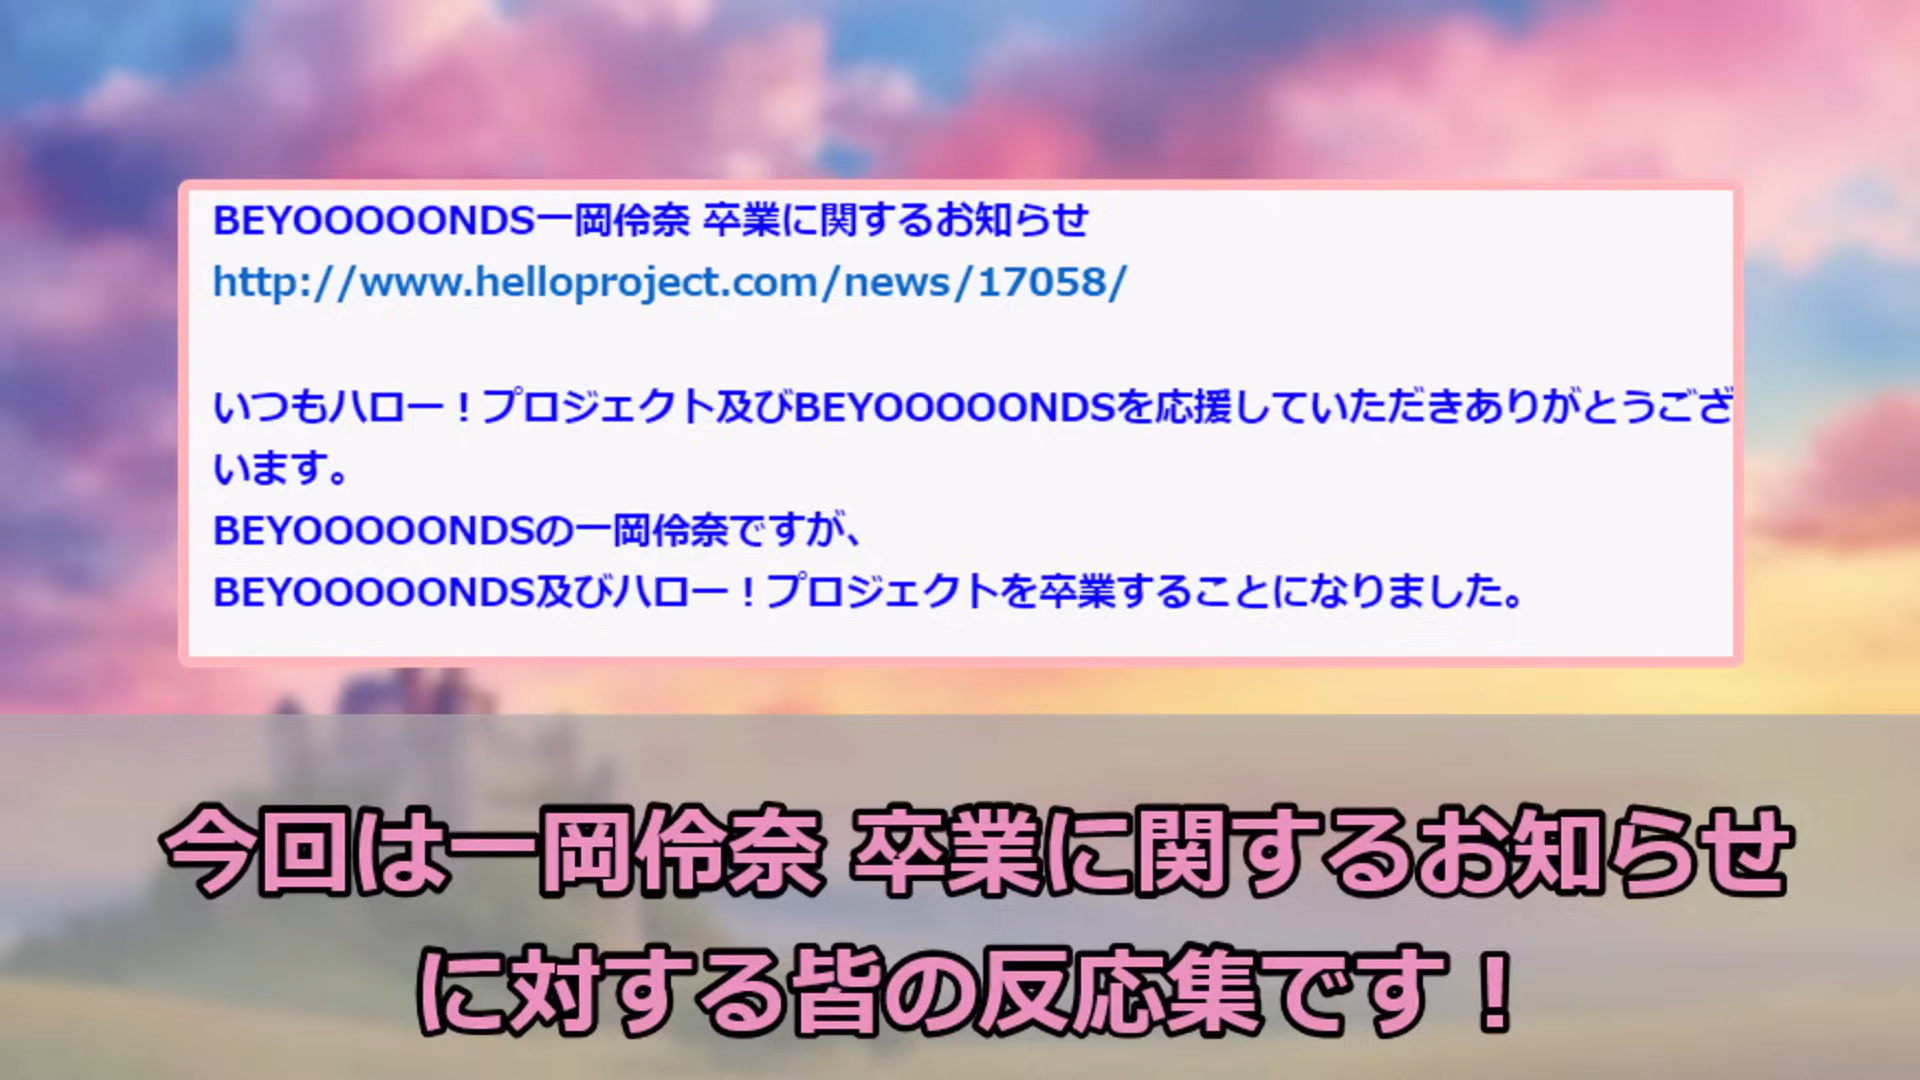 BEYOOOOONDS一岡伶奈 卒業に関するお知らせ
http://www.helloproject.com/news/17058/
いつもハロー！プロジェクト及びBEYOOOOONDSを応援していただきありがとうござ
います。
BEYOOOOONDSの一岡伶奈ですが、
BEYOOOOONDS及びハロー！プロジェクトを卒業することになりました。
今回は一岡伶奈 卒業に関するお知らせ
に対する皆の反応集です！